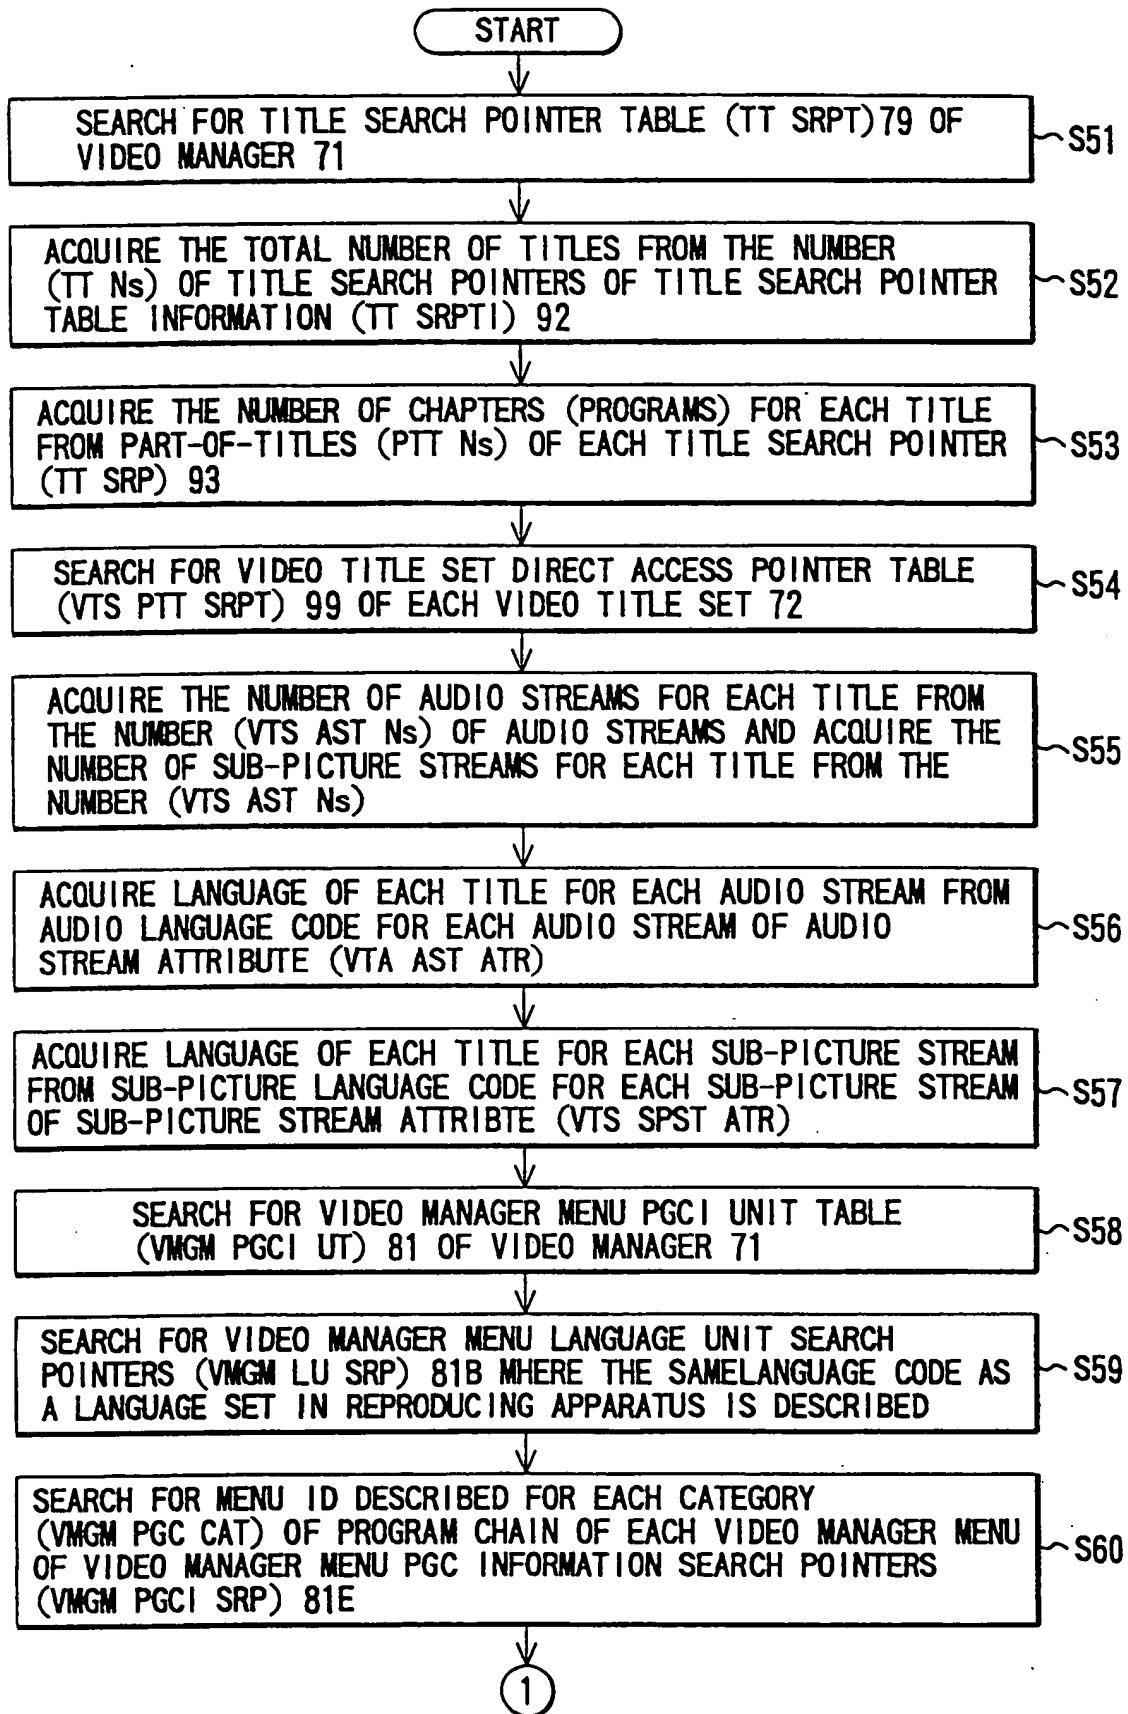 START
SEARCH FOR TITLE SEARCH POINTER TABLE (TT SRPT)79 OF
VIDEO MANAGER 71
S51
ACQUIRE THE TOTAL NUMBER OF TITLES FROM THE NUMBER
(TT Ns) OF TITLE SEARCH POINTERS OF TITLE SEARCH POINTER
TABLE INFORMATION (TT SRPTI) 92
S52
ACQUIRE THE NUMBER OF CHAPTERS (PROGRAMS) FOR EACH TITLE
FROM PART-OF-TITLES (PTT Ns) OF EACH TITLE SEARCH POINTER
(TT SRP) 93
S53
SEARCH FOR VIDEO TITLE SET DIRECT ACCESS POINTER TABLE
(VTS PTT SRPT) 99 OF EACH VIDEO TITLE SET 72
S54
ACQUIRE THE NUMBER OF AUDIO STREAMS FOR EACH TITLE FROM
THE NUMBER (VTS AST Ns) OF AUDIO STREAMS AND ACQUIRE THE
NUMBER OF SUB-PICTURE STREAMS FOR EACH TITLE FROM THE
NUMBER (VTS AST Ns)
S55
ACQUIRE LANGUAGE OF EACH TITLE FOR EACH AUDIO STREAM FROM
AUDIO LANGUAGE CODE FOR EACH AUDIO STREAM OF AUDIO
STREAM ATTRIBUTE (VTA AST ATR)
S56
ACQUIRE LANGUAGE OF EACH TITLE FOR EACH SUB-PICTURE STREAM
FROM SUB-PICTURE LANGUAGE CODE FOR EACH SUB-PICTURE STREAM
OF SUB-PICTURE STREAM ATTRIBTE (VTS SPST ATR)
S57
SEARCH FOR VIDEO MANAGER MENU PGCI UNIT TABLE
(VMGM PGCI UT) 81 OF VIDEO MANAGER 71
S58
SEARCH FOR VIDEO MANAGER MENU LANGUAGE UNIT SEARCH
POINTERS (VMGM LU SRP) 81B MHERE THE SAMELANGUAGE CODE AS
A LANGUAGE SET IN REPRODUCING APPARATUS IS DESCRIBED
S59
SEARCH FOR MENU ID DESCRIBED FOR EACH CATEGORY
(VMGM PGC CAT) OF PROGRAM CHAIN OF EACH VIDEO MANAGER MENU
OF VIDEO MANAGER MENU PGC INFORMATION SEARCH POINTERS
(VMGM PGCI SRP) 81E
S60
1